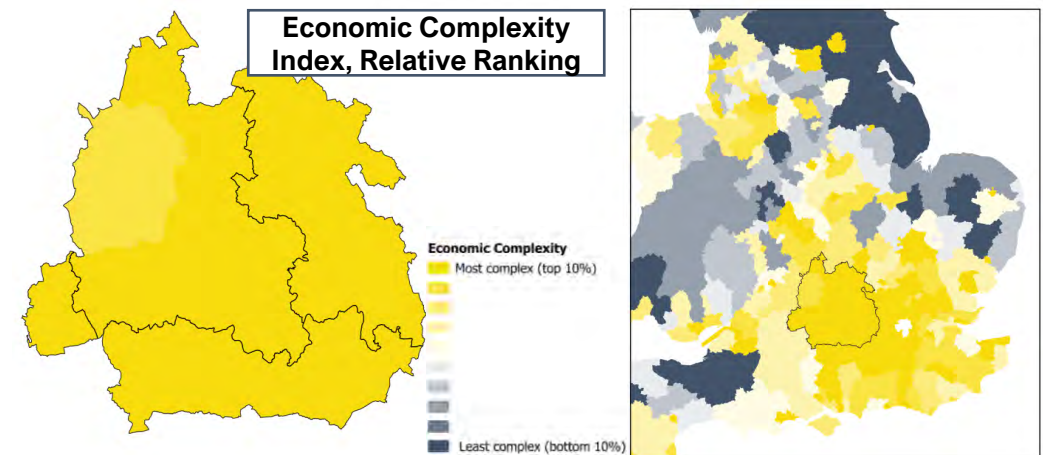 Economic Complexity
Index, Relative Ranking
Economic Complexity
Most complex (top 10%)
Least complex (bottom 10%)